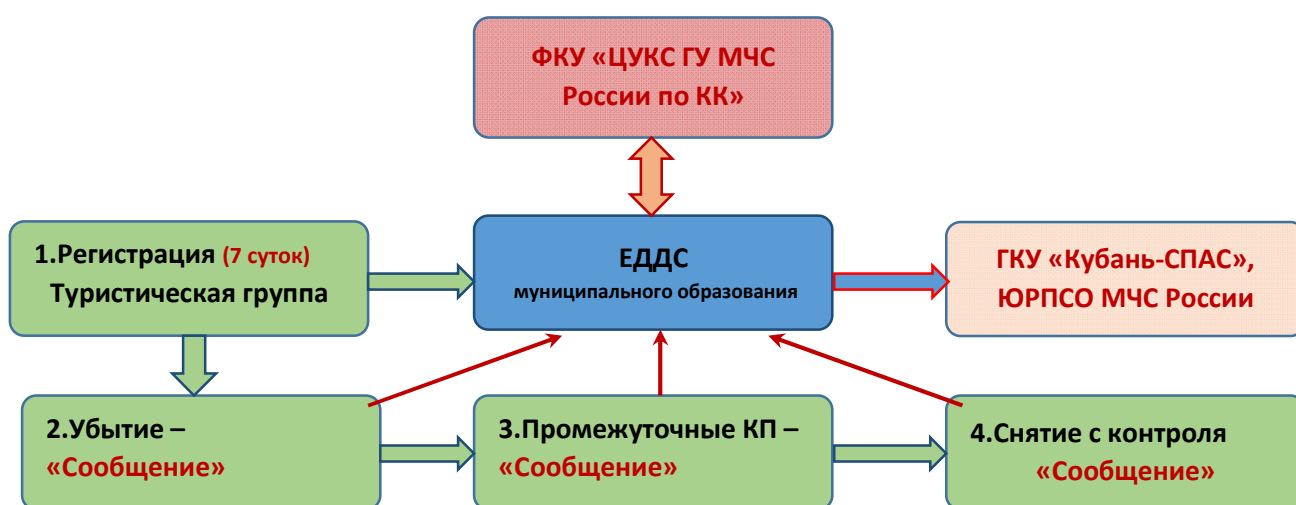 ФКУ «ЦУКС ГУ МЧС
России по КК»
1.Регистрация (7 суток)
Туристическая группа
ЕДДС
муниципального образования
ГКУ «Кубань-СПАС»,
ЮРПСО МЧС России
2.Убытие –
«Сообщение»
3.Промежуточные КП –
«Сообщение»
4.Снятие с контроля
«Сообщение»